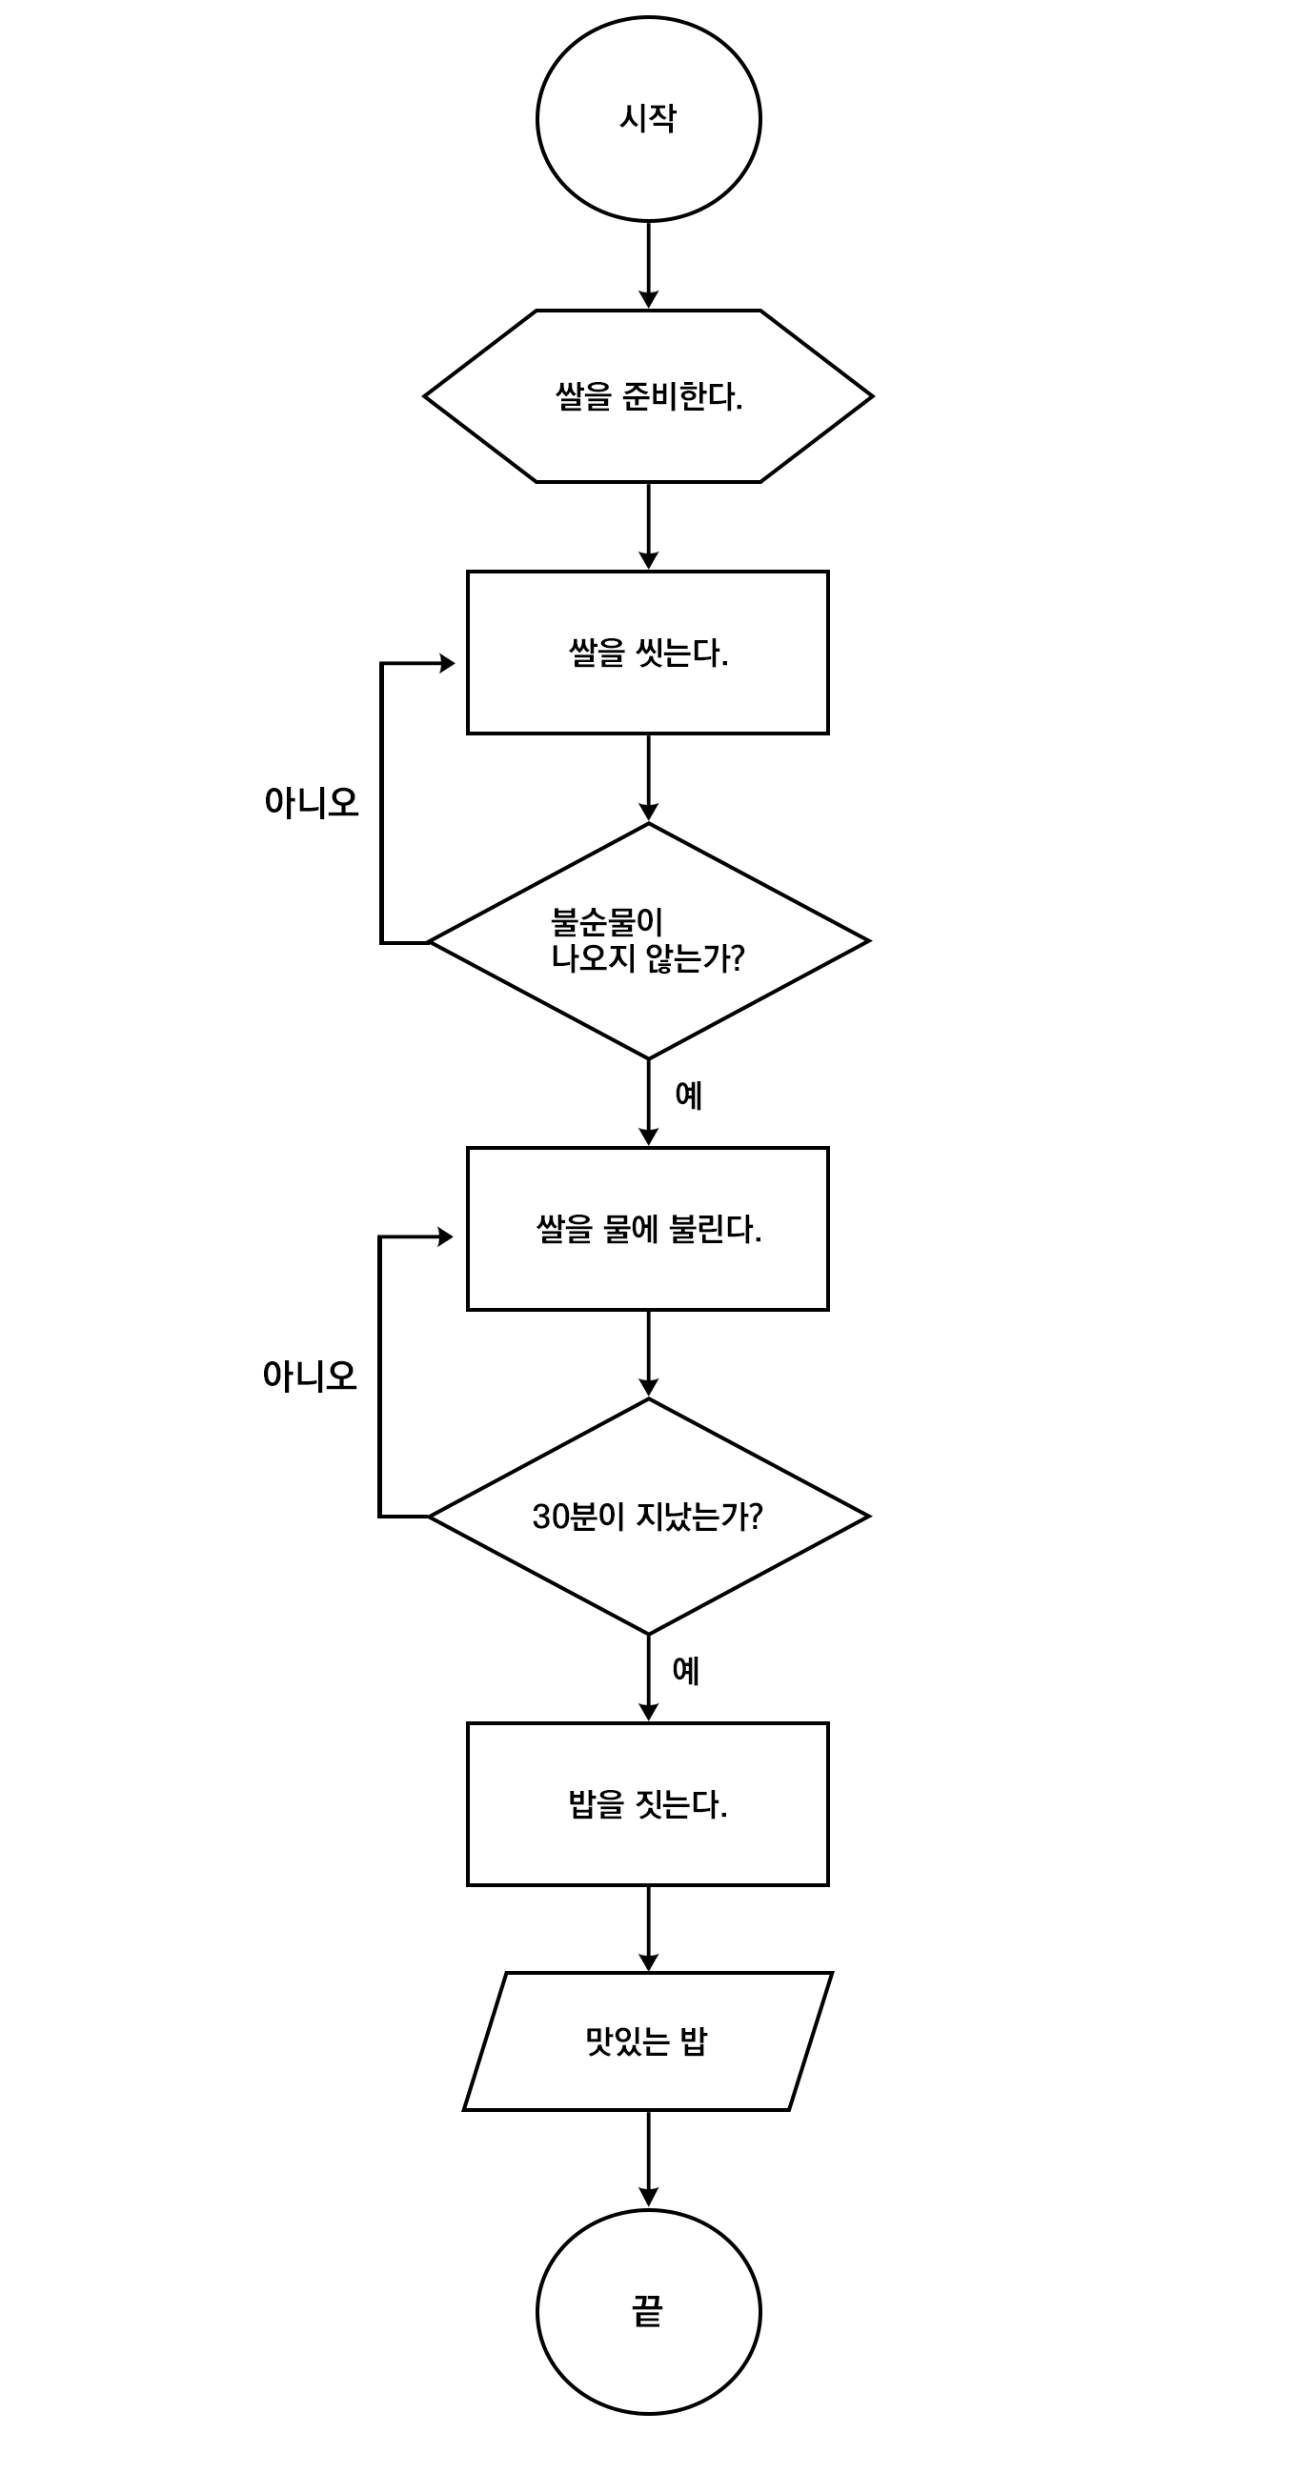 시작
쌀을 준비한다.
쌀을 씻는다.
아니오
불순물이
나오지 않는가?
예
쌀을 물에 불린다.
아니오
30분이 지났는가?
예
밥을 짓는다.
맛있는 밥
끝